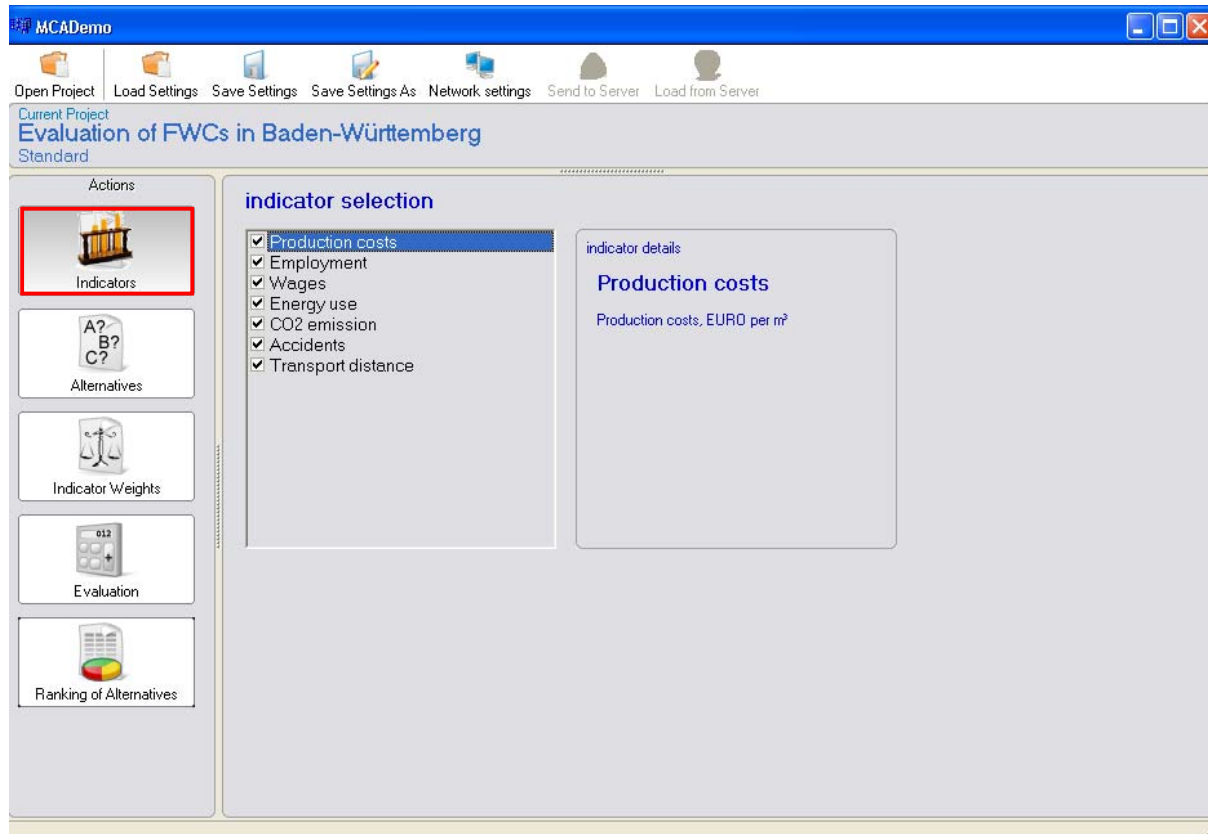 MCADemo
Open Project Load Settings Save Settings Save Settings As Network settings Send to Server Load from Server
Current Project
Evaluation of FWCs in Baden-Württemberg
Standard
Actions
Indicators
A?
B?
C?
Alternatives
Indicator Weights
012
+
Evaluation
Ranking of Alternatives
indicator selection
Production costs
Employment
Wages
Energy use
CO2 emission
Accidents
Transport distance
indicator details
Production costs
Production costs, EURO per m³